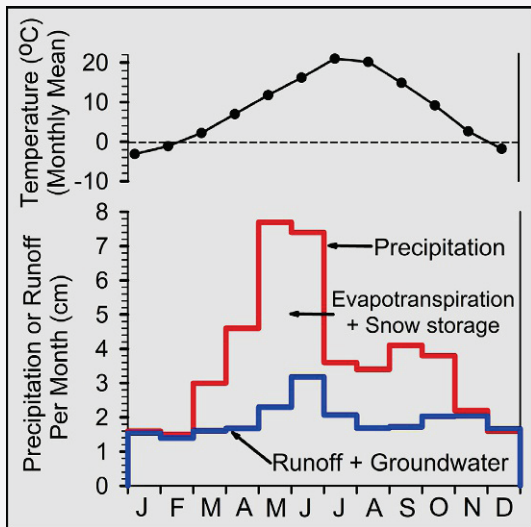 Temperature (ºC)
(Monthly Mean)
20
10
0
-10
Precipitation or Runoff
Per Month (cm)
8
7
6
5
4
3
2
1
0
Precipitation
Evapotranspiration
+ Snow storage
Runoff + Groundwater
J F M A M J J A S O N D